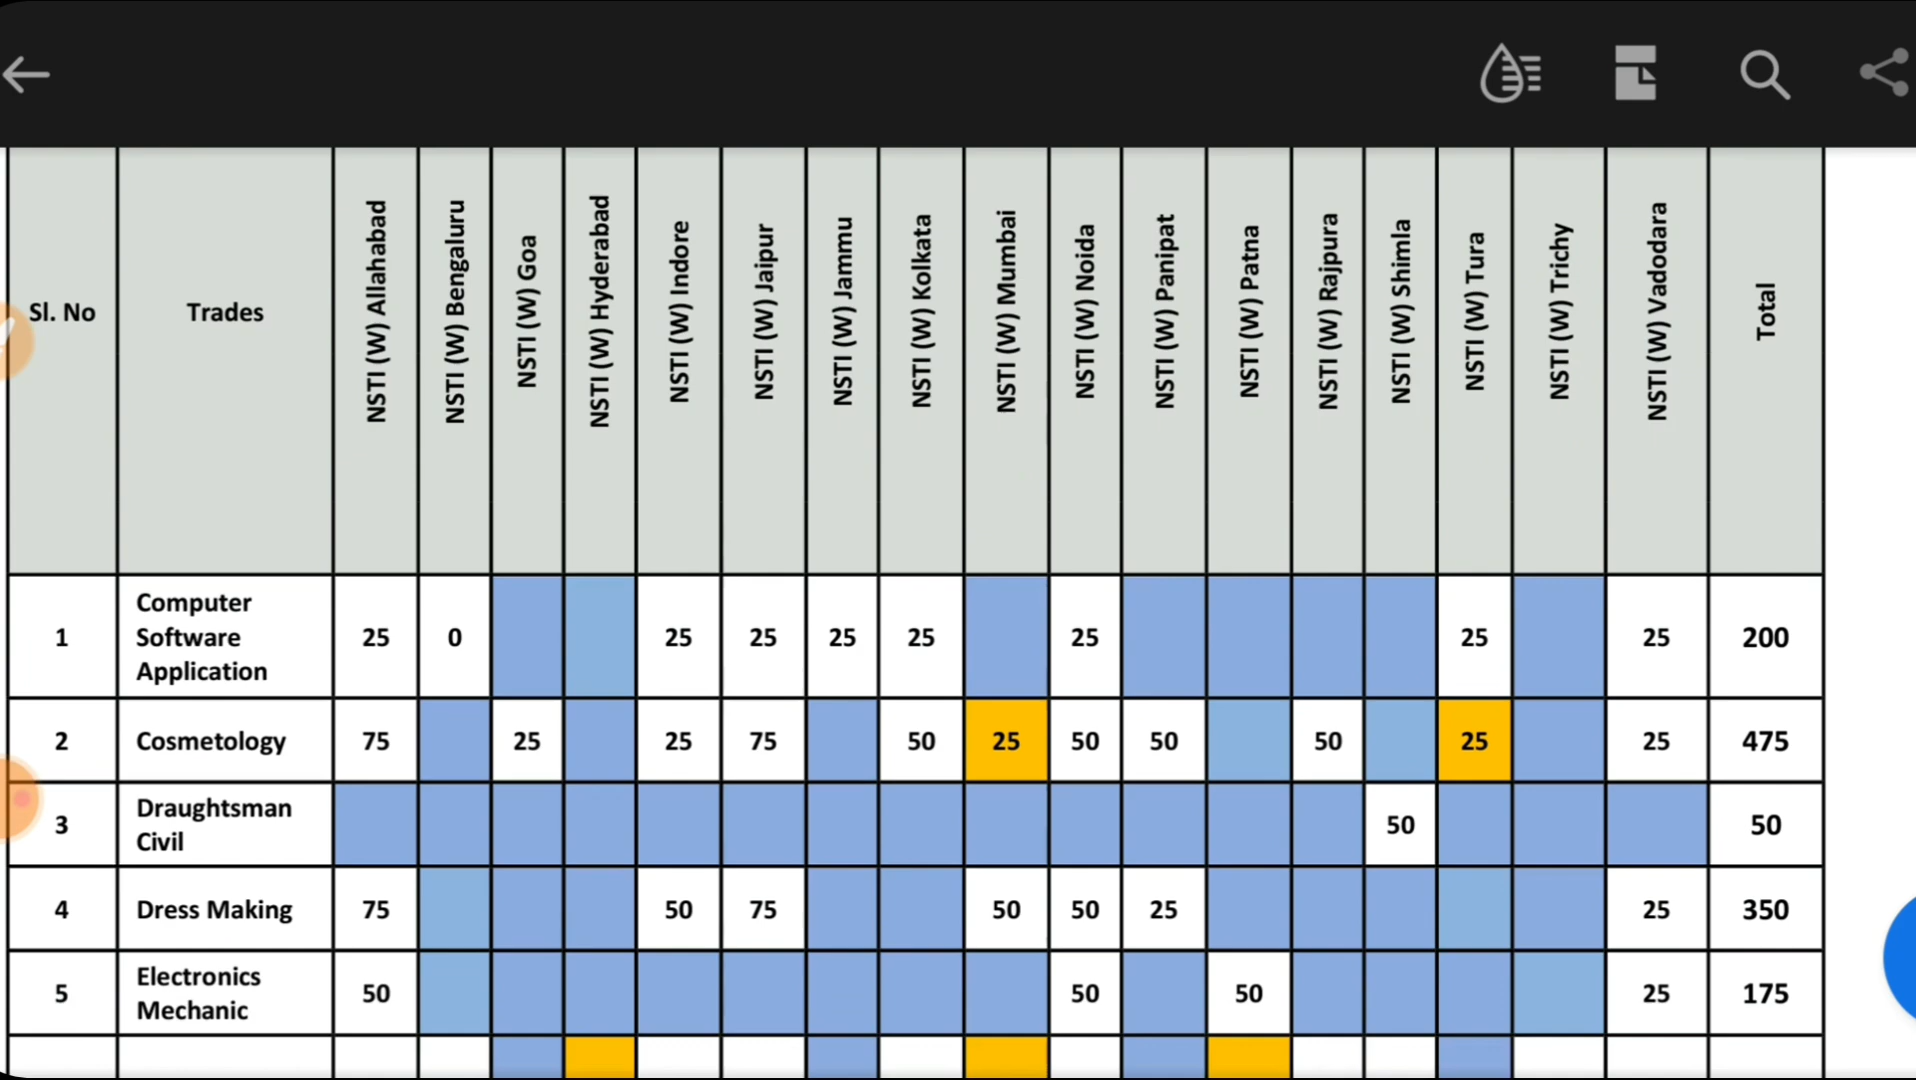 Sl. No Trades NSTI (W) Allahabad NSTI (W) Bengaluru NSTI (W) Goa NSTI (W) Hyderabad NSTI (W) Indore NSTI (W) Jaipur NSTI (W) Jammu NSTI (W) Kolkata NSTI (W) Mumbai NSTI (W) Noida NSTI (W) Panipat NSTI (W) Patna NSTI (W) Rajpura NSTI (W) Shimla NSTI (W) Tura NSTI (W) Trichy NSTI (W) Vadodara Total
Computer
1 Software 25 0 25 25 25 25 25 25 25 200
Application
2 Cosmetology 75 25 25 75 50 25 50 50 50 25 25 475
Draughtsman
3 50 50
Civil
4 Dress Making 75 50 75 50 50 25 25 350
Electronics
5 50 50 50 25 175
Mechanic